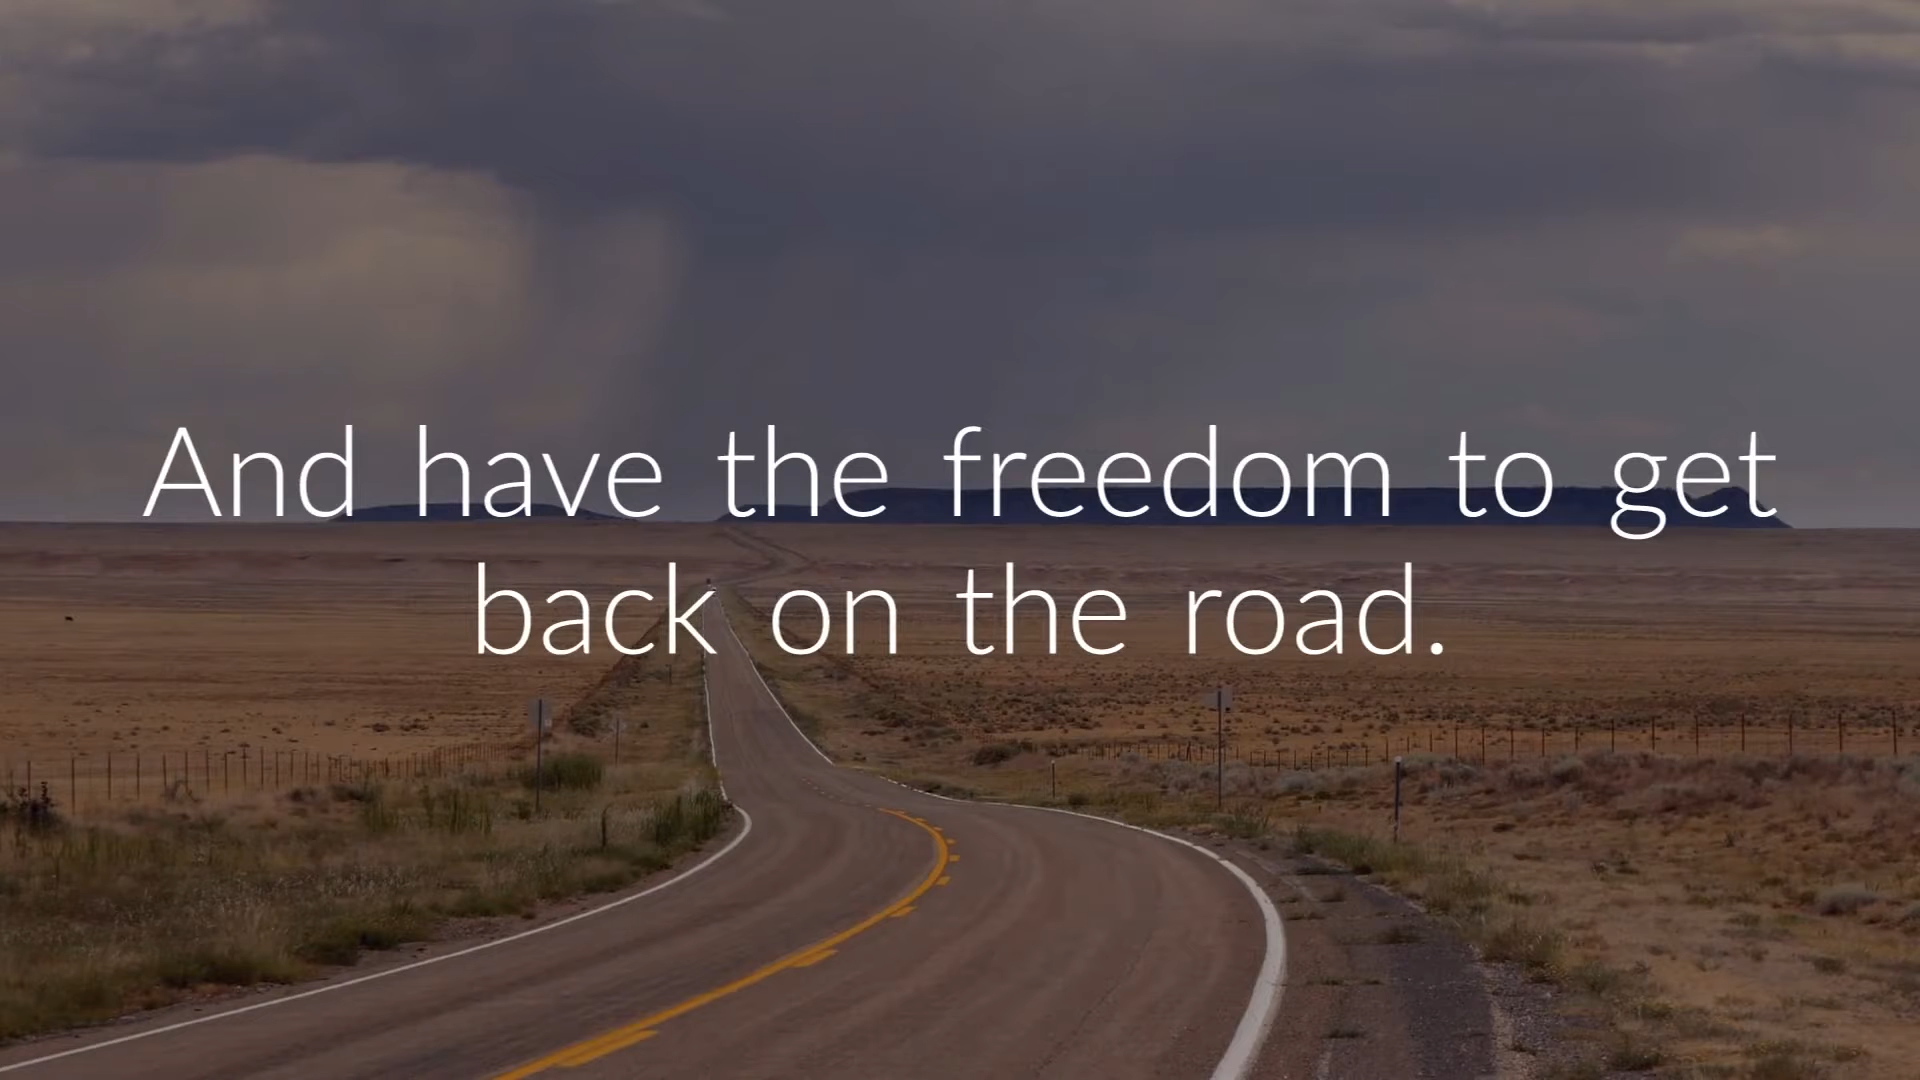 And have the freedom to get
back on the road.